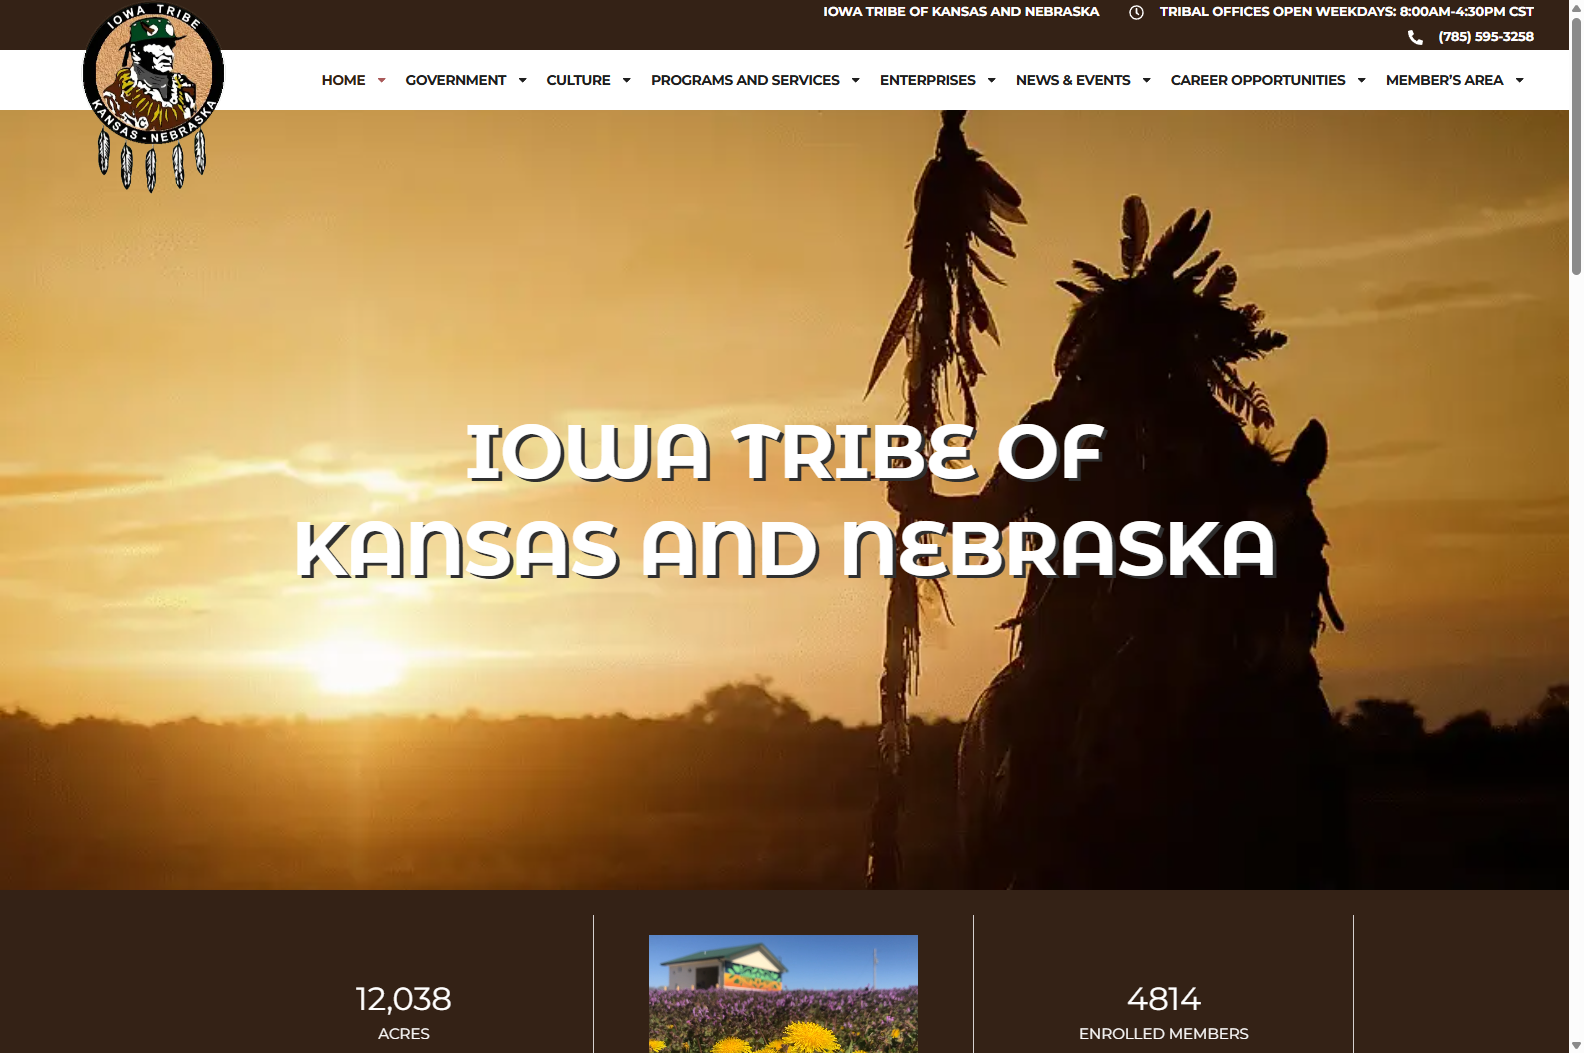 IOWA TRIBE OF KANSAS AND NEBRASKA
TRIBAL OFFICES OPEN WEEKDAYS: 8:00AM-4:30PM CST
(785) 595-3258
IOWA TRIBE
KANSAS - NEBRASKA
HOME
GOVERNMENT
CULTURE
PROGRAMS AND SERVICES
ENTERPRISES
NEWS & EVENTS
CAREER OPPORTUNITIES
MEMBER'S AREA
IOWA TRIBE OF
KANSAS AND NEBRASKA
12,038
ACRES
4814
ENROLLED MEMBERS